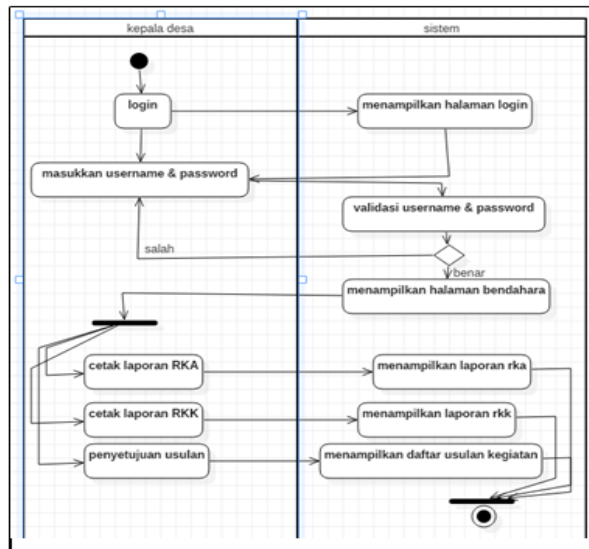 kepala desa
sistem
login
menampilkan halaman login
masukkan username & password
validasi username & password
salah
benar
menampilkan halaman bendahara
cetak laporan RKA
menampilkan laporan rka
cetak laporan RKK
menampilkan laporan rkk
penyetujuan usulan
menampilkan daftar usulan kegiatan